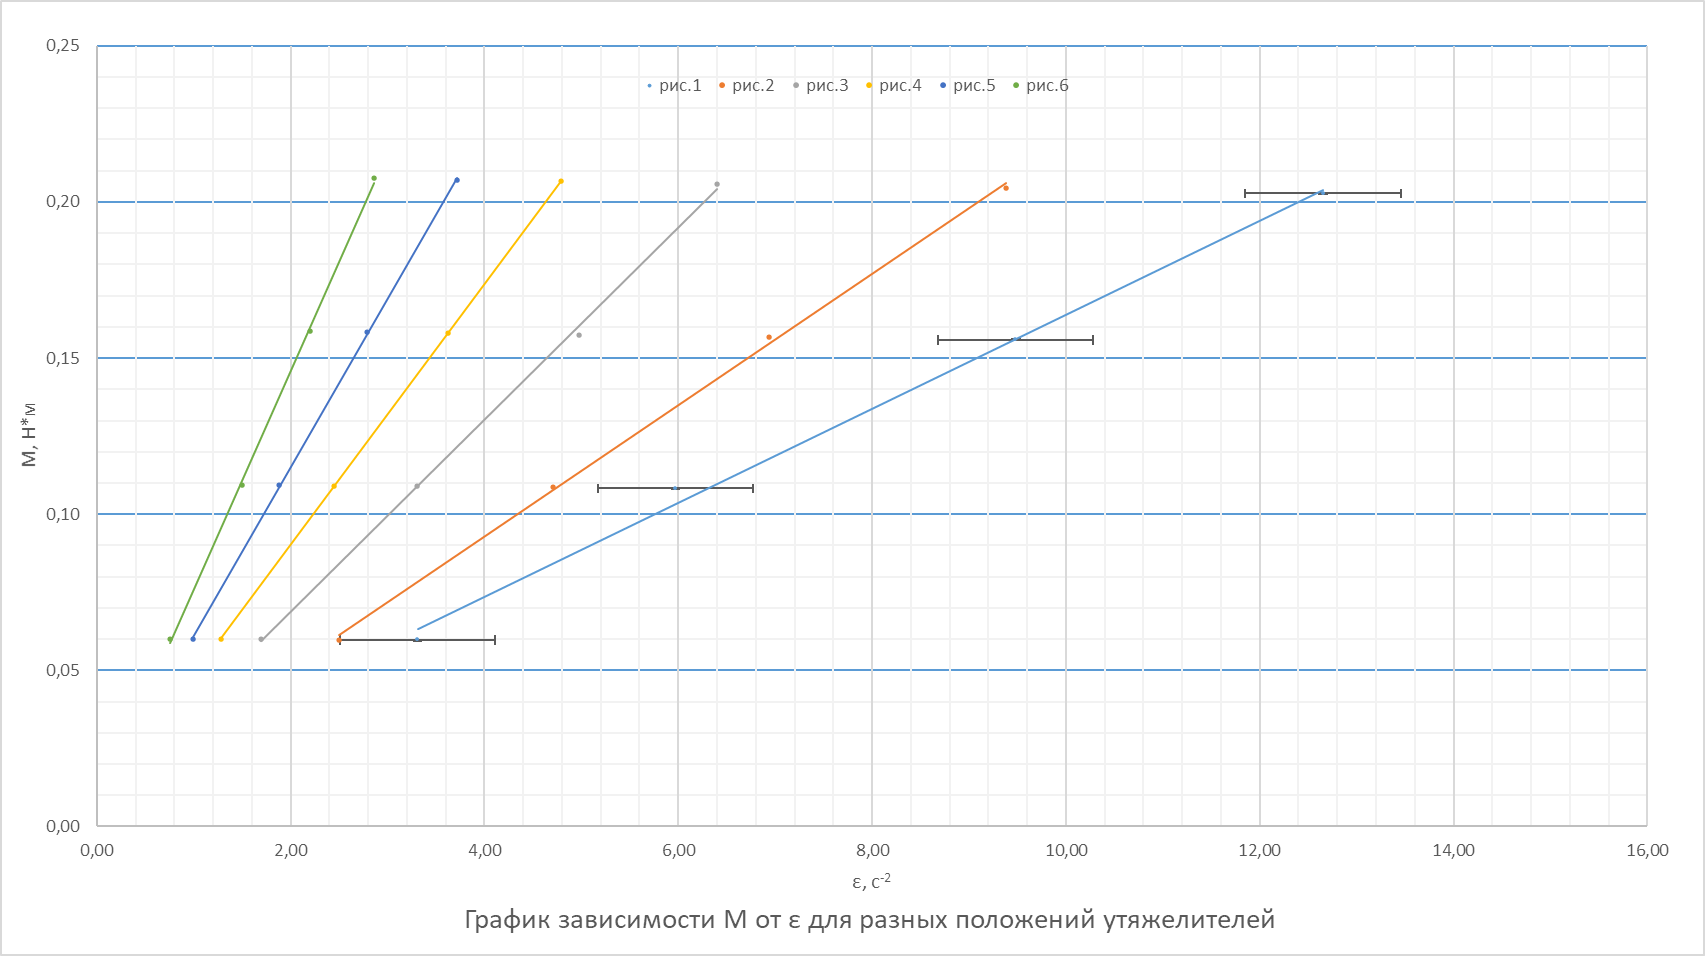 0,25
рис.1 рис.2 рис.3 рис.4 рис.5 рис.6
0,20
0,15
М, Н*м
0,10
0,05
0,00
0,00 2,00 4,00 6,00 8,00 10,00 12,00 14,00 16,00
ε, с-2
График зависимости М от ε для разных положений утяжелителей